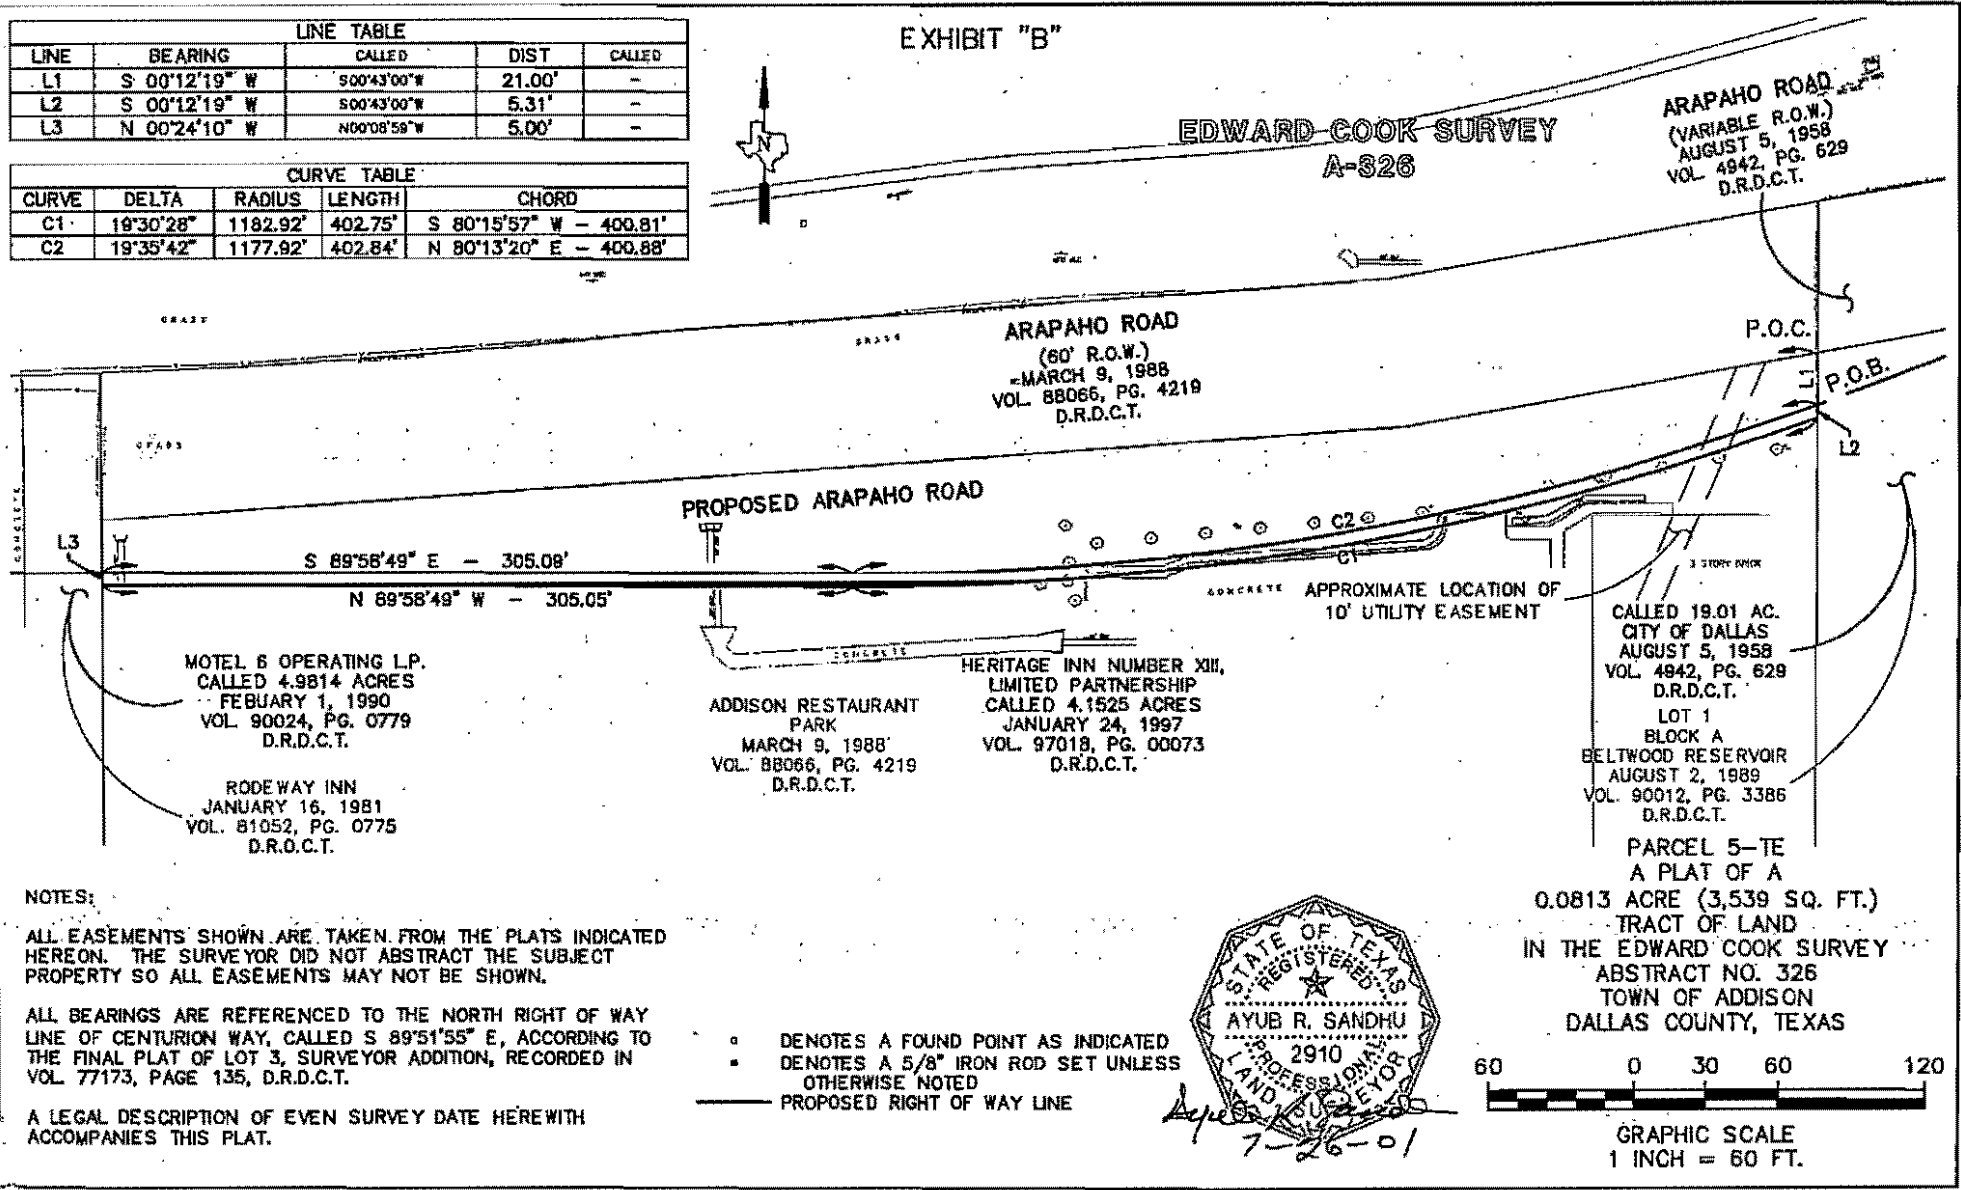 EXHIBIT "B"
LINE TABLE
LINE BEARING CALLED DIST CALLED
L1 S 00°12'19" W S00°43'00"W 21.00' -
L2 S 00°12'19" W S00°43'00"W 5.31' -
L3 N 00°24'10" W N00°08'59"W 5.00' -
CURVE TABLE
CURVE DELTA RADIUS LENGTH CHORD
C1 19°30'28" 1182.92' 402.75' S 80°15'57" W - 400.81'
C2 19°35'42" 1177.92' 402.84' N 80°13'20" E - 400.88'
N
EDWARD COOK SURVEY
A-326
ARAPAHO ROAD
(VARIABLE R.O.W.)
AUGUST 5, 1958
VOL. 4942, PG. 629
D.R.D.C.T.
GRASS
GRASS
ARAPAHO ROAD
(60' R.O.W.)
MARCH 9, 1988
VOL. 88066, PG. 4219
D.R.D.C.T.
P.O.C.
L1
P.O.B.
L2
GRASS
CONCRETE
PROPOSED ARAPAHO ROAD
L3
S 89°58'49" E - 305.09'
N 89°58'49" W - 305.05'
C2
C1
CONCRETE
APPROXIMATE LOCATION OF
10' UTILITY EASEMENT
3 STORY BRICK
CONCRETE
MOTEL 6 OPERATING L.P.
CALLED 4.9814 ACRES
FEBUARY 1, 1990
VOL. 90024, PG. 0779
D.R.D.C.T.
RODEWAY INN
JANUARY 16, 1981
VOL. 81052, PG. 0775
D.R.D.C.T.
ADDISON RESTAURANT
PARK
MARCH 9, 1988
VOL. 88066, PG. 4219
D.R.D.C.T.
HERITAGE INN NUMBER XIII,
LIMITED PARTNERSHIP
CALLED 4.1525 ACRES
JANUARY 24, 1997
VOL. 97018, PG. 00073
D.R.D.C.T.
CALLED 19.01 AC.
CITY OF DALLAS
AUGUST 5, 1958
VOL. 4942, PG. 629
D.R.D.C.T.
LOT 1
BLOCK A
BELTWOOD RESERVOIR
AUGUST 2, 1989
VOL. 90012, PG. 3386
D.R.D.C.T.
PARCEL 5-TE
A PLAT OF A
0.0813 ACRE (3,539 SQ. FT.)
TRACT OF LAND
IN THE EDWARD COOK SURVEY
ABSTRACT NO. 326
TOWN OF ADDISON
DALLAS COUNTY, TEXAS
NOTES:
ALL EASEMENTS SHOWN ARE TAKEN FROM THE PLATS INDICATED
HEREON. THE SURVEYOR DID NOT ABSTRACT THE SUBJECT
PROPERTY SO ALL EASEMENTS MAY NOT BE SHOWN.
ALL BEARINGS ARE REFERENCED TO THE NORTH RIGHT OF WAY
LINE OF CENTURION WAY, CALLED S 89°51'55" E, ACCORDING TO
THE FINAL PLAT OF LOT 3, SURVEYOR ADDITION, RECORDED IN
VOL. 77173, PAGE 135, D.R.D.C.T.
A LEGAL DESCRIPTION OF EVEN SURVEY DATE HEREWITH
ACCOMPANIES THIS PLAT.
DENOTES A FOUND POINT AS INDICATED
DENOTES A 5/8" IRON ROD SET UNLESS
OTHERWISE NOTED
PROPOSED RIGHT OF WAY LINE
STATE OF TEXAS
REGISTERED
AYUB R. SANDHU
2910
PROFESSIONAL
LAND SURVEYOR
7-26-01
60 0 30 60 120
GRAPHIC SCALE
1 INCH = 60 FT.